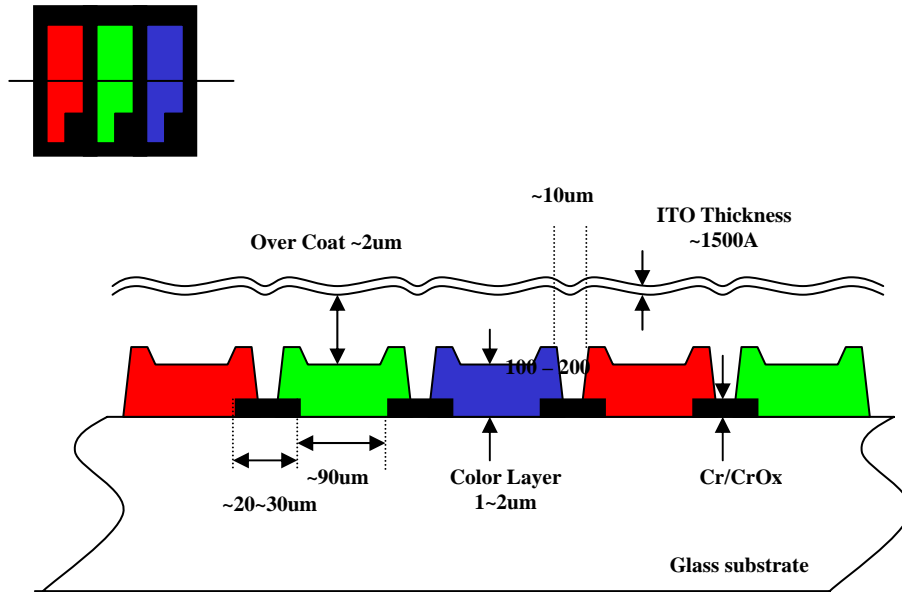 ~10um
ITO Thickness
~1500A
Over Coat ~2um
100 – 200
~90um
Color Layer
1~2um
Cr/CrOx
~20~30um
Glass substrate